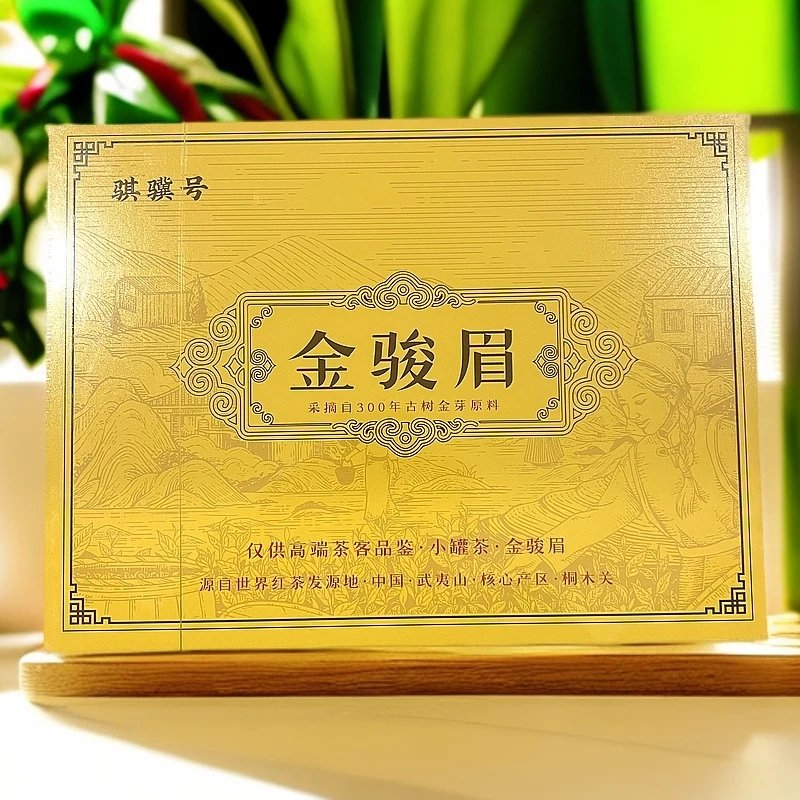 骐骥号
金骏眉
采摘自300年古树金芽原料
仅供高端茶客品鉴·小罐茶·金骏眉
源自世界红茶发源地·中国·武夷山·核心产区·桐木关